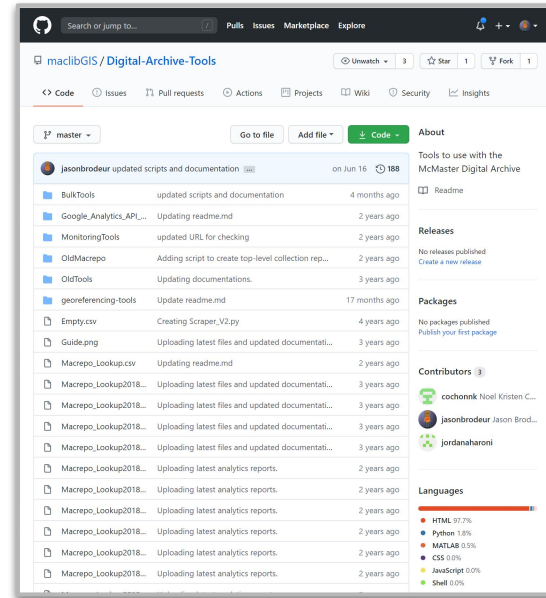 Search or jump to...
/
Pulls Issues Marketplace Explore
maclibGIS / Digital-Archive-Tools
Unwatch 3
Star 1
Fork 1
<> Code
Issues
Pull requests
Actions
Projects
Wiki
Security
Insights
master
Go to file
Add file
Code
jasonbrodeur updated scripts and documentation ... on Jun 16 188
BulkTools updated scripts and documentation 4 months ago
Google_Analytics_API_... Updating readme.md 2 years ago
MonitoringTools updated URL for checking 2 years ago
OldMacrepo Adding script to create top-level collection rep... 2 years ago
OldTools Updating documentations. 3 years ago
georeferencing-tools Update readme.md 17 months ago
Empty.csv Creating Scraper_V2.py 4 years ago
Guide.png Uploading latest files and updated documentati... 3 years ago
Macrepo_Lookup.csv Updating readme.md 2 years ago
Macrepo_Lookup2018... Uploading latest files and updated documentati... 3 years ago
Macrepo_Lookup2018... Uploading latest files and updated documentati... 3 years ago
Macrepo_Lookup2018... Uploading latest files and updated documentati... 3 years ago
Macrepo_Lookup2018... Uploading latest files and updated documentati... 3 years ago
Macrepo_Lookup2018... Uploading latest analytics reports. 2 years ago
Macrepo_Lookup2018... Uploading latest analytics reports. 2 years ago
Macrepo_Lookup2018... Uploading latest analytics reports. 2 years ago
Macrepo_Lookup2018... Uploading latest analytics reports. 2 years ago
Macrepo_Lookup2018... Uploading latest analytics reports. 2 years ago
Macrepo_Lookup2018... Uploading latest analytics reports. 2 years ago
About
Tools to use with the
McMaster Digital Archive
Readme
Releases
No releases published
Create a new release
Packages
No packages published
Publish your first package
Contributors 3
cochonnk Noel Kristen C...
jasonbrodeur Jason Brod...
jordanaharoni
Languages
HTML 97.7%
Python 1.8%
MATLAB 0.5%
CSS 0.0%
JavaScript 0.0%
Shell 0.0%